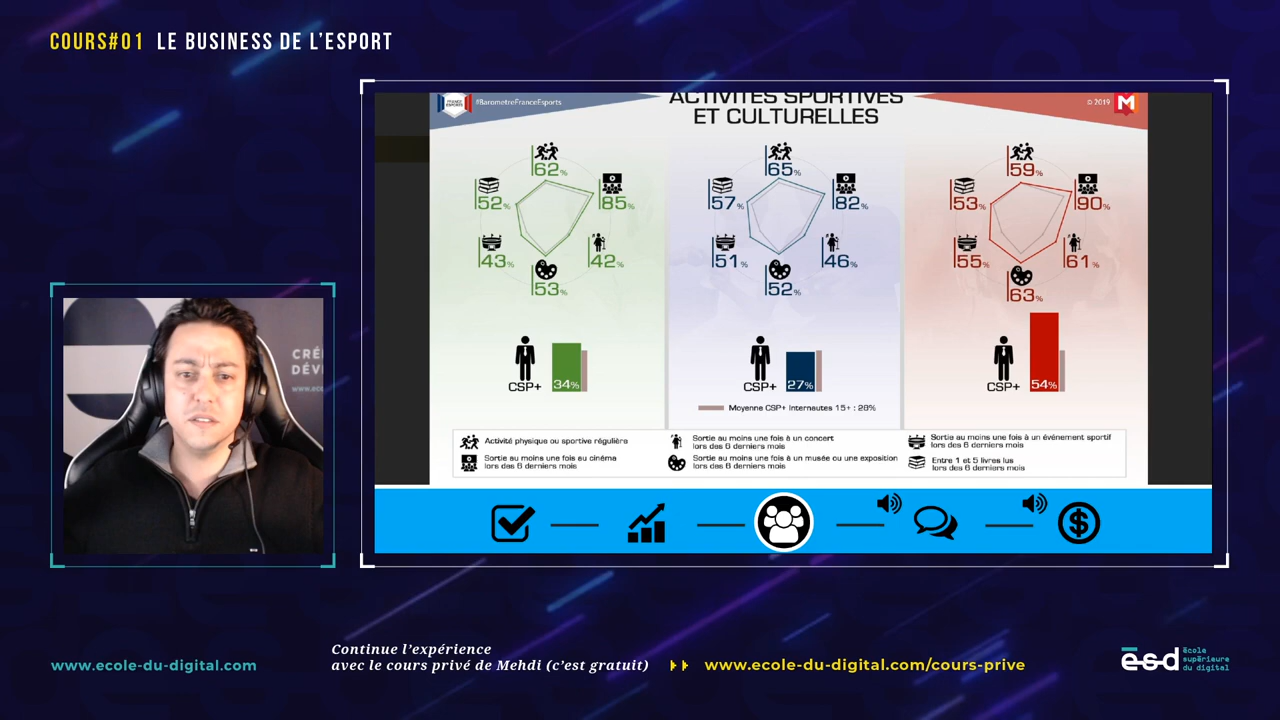 COURS#01 LE BUSINESS DE L'ESPORT
#BarometreFranceEsports
ACTIVITÉS SPORTIVES
ET CULTURELLES
© 2019
M
62%
52%
85%
43%
42%
53%
CSP+
34%
65%
57%
82%
51%
46%
52%
CSP+
27%
Moyenne CSP+ Internautes 15+ : 28%
59%
53%
90%
55%
61%
63%
CSP+
54%
Activité physique ou sportive régulière
Sortie au moins une fois au cinéma
lors des 6 derniers mois
Sortie au moins une fois à un concert
lors des 6 derniers mois
Sortie au moins une fois à un musée ou une exposition
lors des 6 derniers mois
Sortie au moins une fois à un événement sportif
lors des 6 derniers mois
Entre 1 et 5 livres lus
lors des 6 derniers mois
CRÉ
DÉV
www.eco
www.ecole-du-digital.com
Continue l'expérience
avec le cours privé de Mehdi (c'est gratuit)
www.ecole-du-digital.com/cours-prive
esd
école
supérieure
du digital